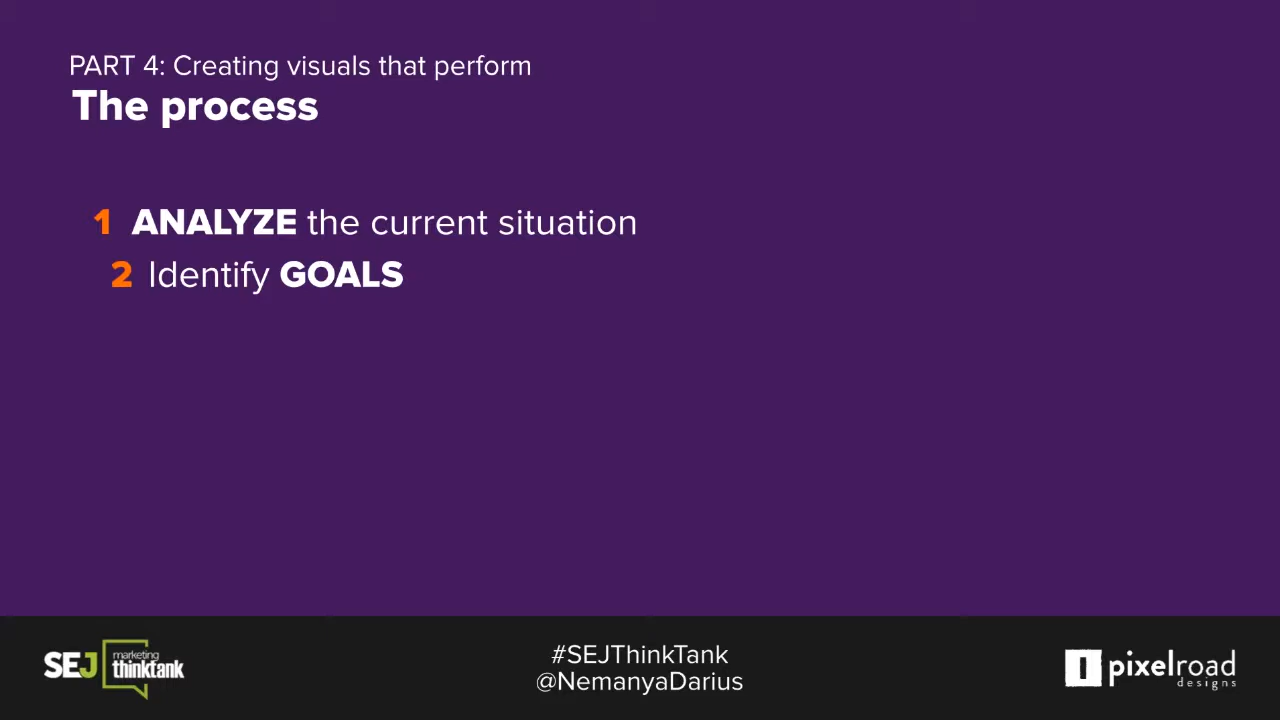 PART 4: Creating visuals that perform
The process
1 ANALYZE the current situation
2 Identify GOALS
SEJ marketing thinktank
#SEJThinkTank
@NemanyaDarius
pixelroad
designs